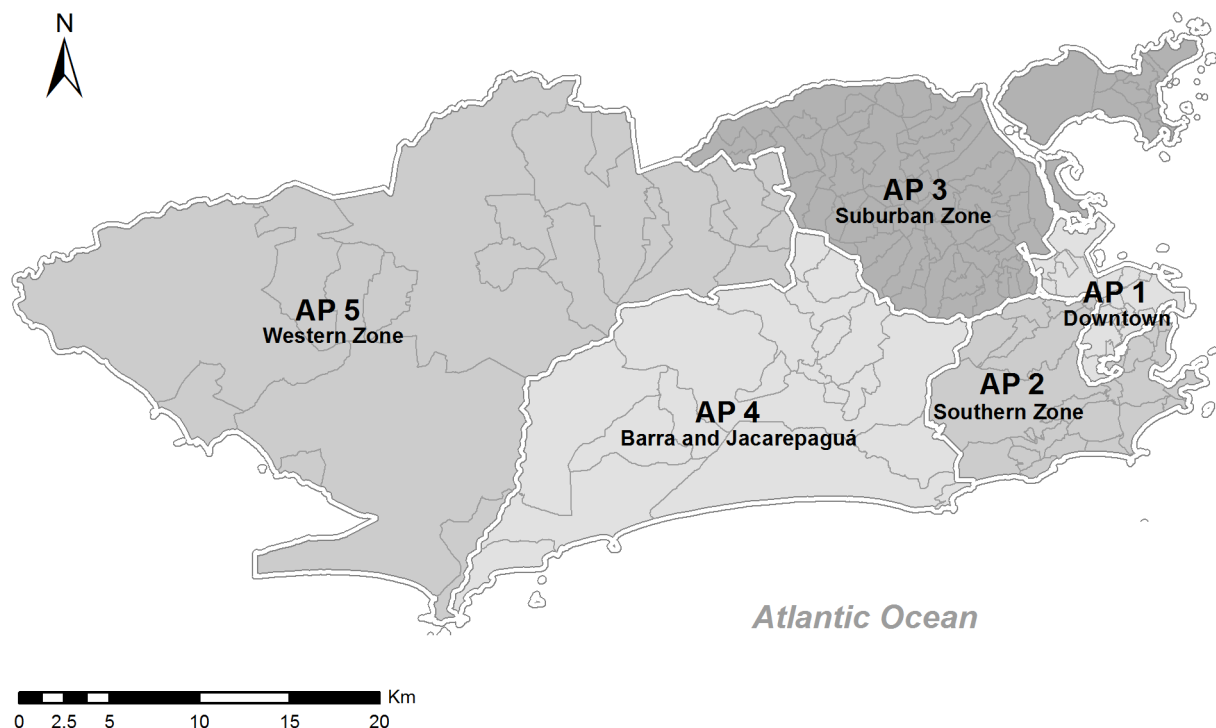 N
AP 3
Suburban Zone
AP 1
Downtown
AP 5
Western Zone
AP 2
Southern Zone
AP 4
Barra and Jacarepaguá
Atlantic Ocean
Km
0 2.5 5 10 15 20